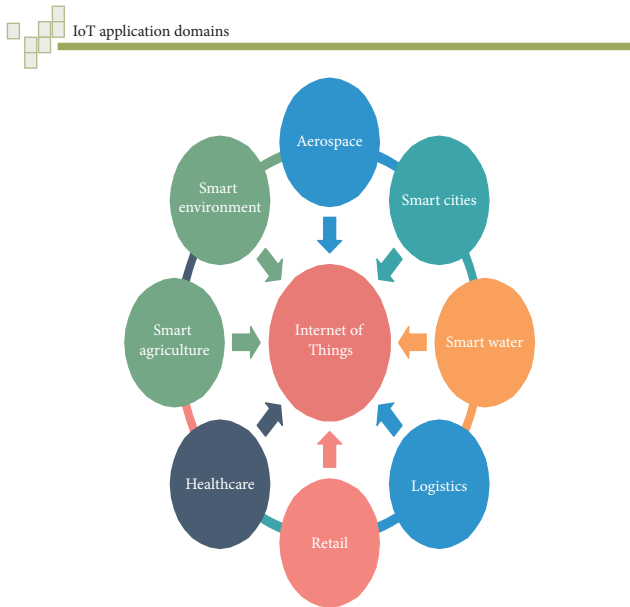 IoT application domains
Aerospace
Smart
environment
Smart cities
Smart
agriculture
Internet of
Things
Smart water
Healthcare
Logistics
Retail